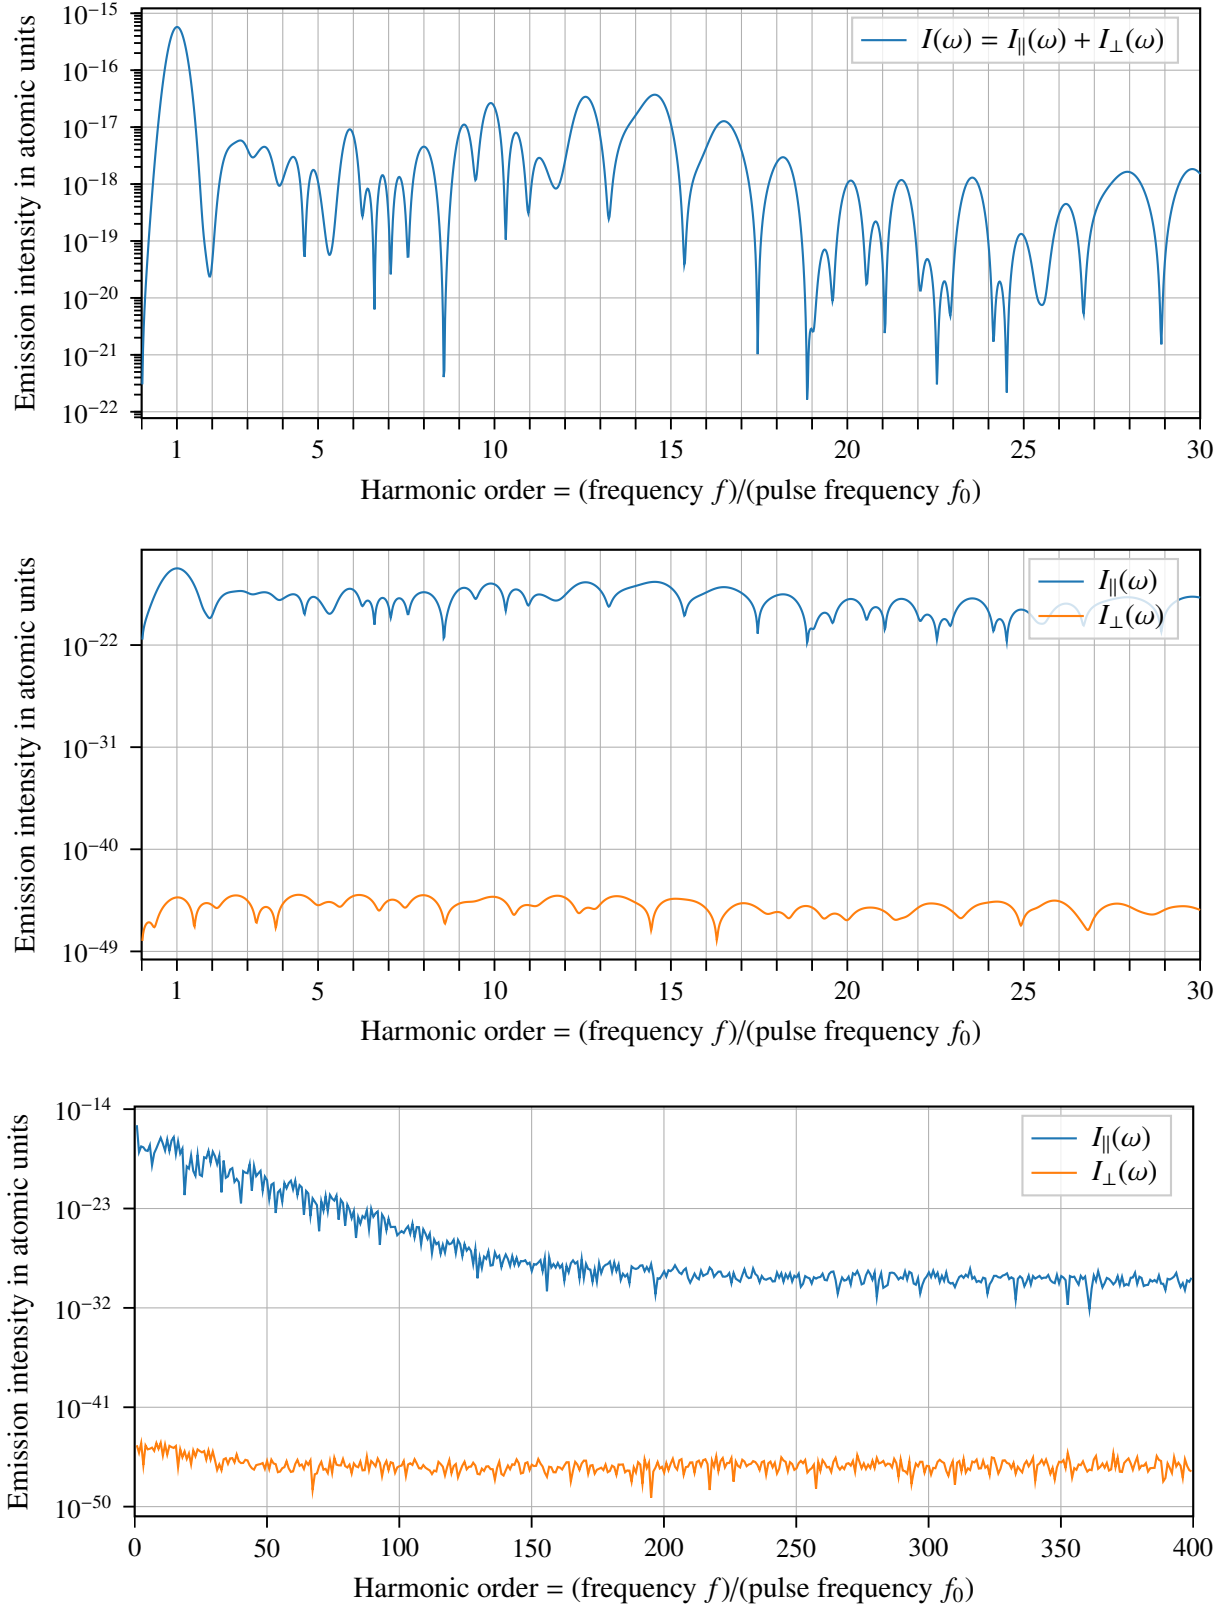 Emission intensity in atomic units
10⁻¹⁵
10⁻¹⁶
10⁻¹⁷
10⁻¹⁸
10⁻¹⁹
10⁻²⁰
10⁻²¹
10⁻²²
I(ω) = I∥(ω) + I⊥(ω)
1 5 10 15 20 25 30
Harmonic order = (frequency f)/(pulse frequency f₀)
Emission intensity in atomic units
10⁻²²
10⁻³¹
10⁻⁴⁰
10⁻⁴⁹
I∥(ω)
I⊥(ω)
1 5 10 15 20 25 30
Harmonic order = (frequency f)/(pulse frequency f₀)
Emission intensity in atomic units
10⁻¹⁴
10⁻²³
10⁻³²
10⁻⁴¹
10⁻⁵⁰
I∥(ω)
I⊥(ω)
0 50 100 150 200 250 300 350 400
Harmonic order = (frequency f)/(pulse frequency f₀)